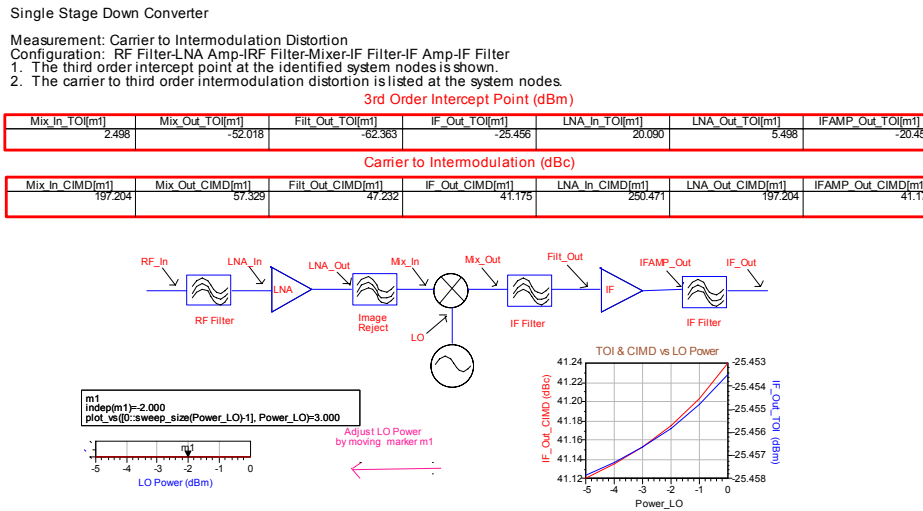 Single Stage Down Converter
Measurement: Carrier to Intermodulation Distortion
Configuration: RF Filter-LNA Amp-IRF Filter-Mixer-IF Filter-IF Amp-IF Filter
1. The third order intercept point at the identified system nodes is shown.
2. The carrier to third order intermodulation distortion is listed at the system nodes.
3rd Order Intercept Point (dBm)
Mix_In_TOI[m1] Mix_Out_TOI[m1] Filt_Out_TOI[m1] IF_Out_TOI[m1] LNA_In_TOI[m1] LNA_Out_TOI[m1] IFAMP_Out_TOI[m1]
2.498 -52.018 -62.363 -25.456 20.090 5.498 -20.45
Carrier to Intermodulation (dBc)
Mix_In_CIMD[m1] Mix_Out_CIMD[m1] Filt_Out_CIMD[m1] IF_Out_CIMD[m1] LNA_In_CIMD[m1] LNA_Out_CIMD[m1] IFAMP_Out_CIMD[m1]
197.204 57.329 47.232 41.175 250.471 197.204 41.17
RF_In LNA_In LNA_Out Mix_In Mix_Out Filt_Out IFAMP_Out IF_Out
LNA IF
RF Filter Image Reject IF Filter IF Filter
LO
m1
indep(m1)=-2.000
plot_vs([0::sweep_size(Power_LO)-1], Power_LO)=3.000
m1
-5 -4 -3 -2 -1 0
LO Power (dBm)
Adjust LO Power
by moving marker m1
TOI & CIMD vs LO Power
41.24
41.22
41.20
41.18
41.16
41.14
41.12
IF_Out_CIMD (dBc)
-25.453
-25.454
-25.455
-25.456
-25.457
-25.458
IF_Out_TOI (dBm)
-5 -4 -3 -2 -1 0
Power_LO